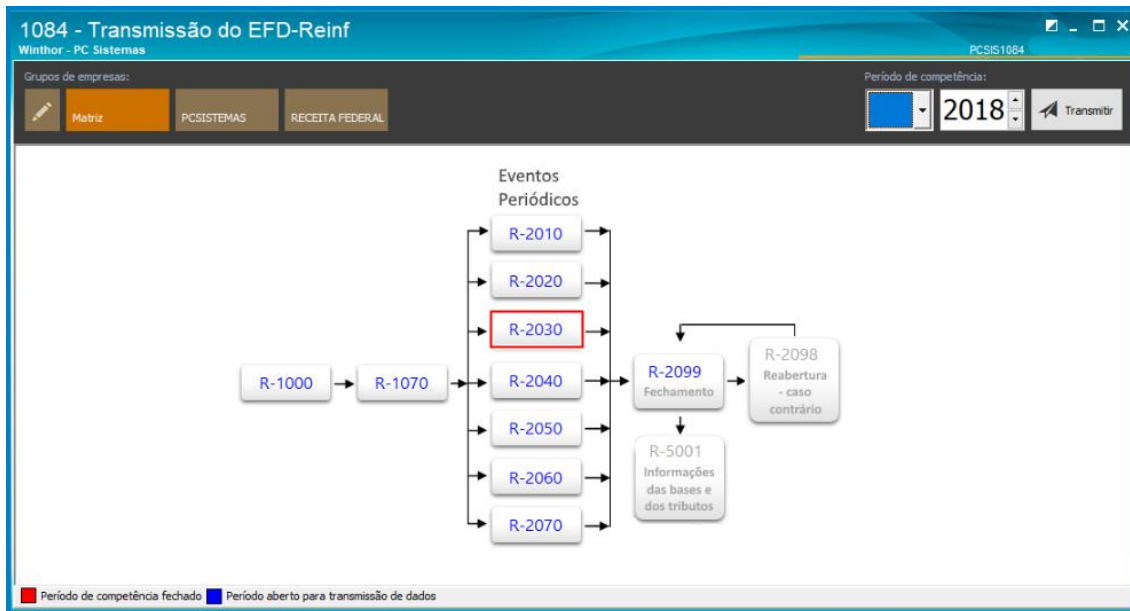 1084 - Transmissão do EFD-Reinf
Winthor - PC Sistemas
PCSIS1084
Grupos de empresas:
Período de competência:
Matriz
PCSISTEMAS
RECEITA FEDERAL
2018
Transmitir
Eventos
Periódicos
R-2010
R-2020
R-2030
R-1000
R-1070
R-2040
R-2050
R-2060
R-2070
R-2099
Fechamento
R-2098
Reabertura
- caso
contrário
R-5001
Informações
das bases e
dos tributos
Período de competência fechado
Período aberto para transmissão de dados